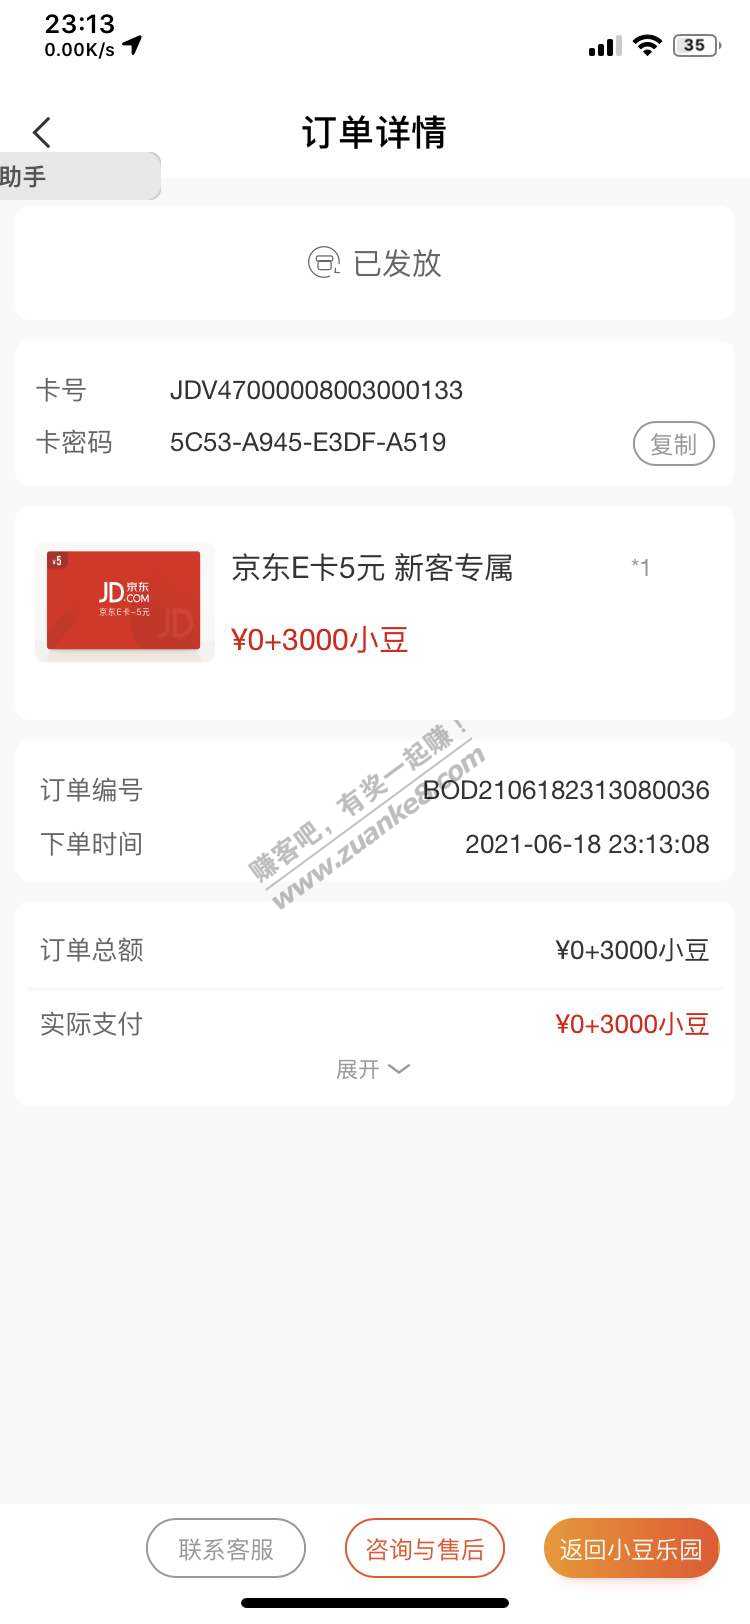 23:13
0.00K/s
35
订单详情
助手
已发放
卡号 JDV47000008003000133
卡密码 5C53-A945-E3DF-A519
复制
¥5
JD京东
.COM
京东E卡-5元
JD
京东E卡5元 新客专属 *1
¥0+3000小豆
订单编号 BOD2106182313080036
下单时间 2021-06-18 23:13:08
赚客吧，有奖一起赚！
www.zuanke8.com
订单总额 ¥0+3000小豆
实际支付 ¥0+3000小豆
展开
联系客服 咨询与售后 返回小豆乐园